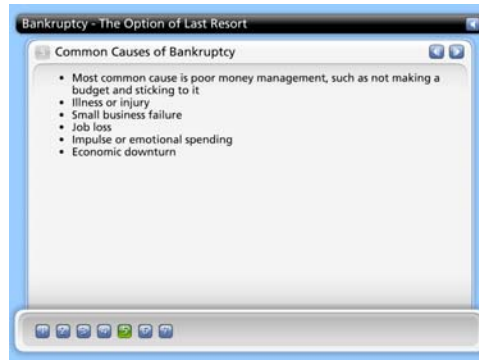 Bankruptcy - The Option of Last Resort
Common Causes of Bankruptcy
• Most common cause is poor money management, such as not making a
budget and sticking to it
• Illness or injury
• Small business failure
• Job loss
• Impulse or emotional spending
• Economic downturn